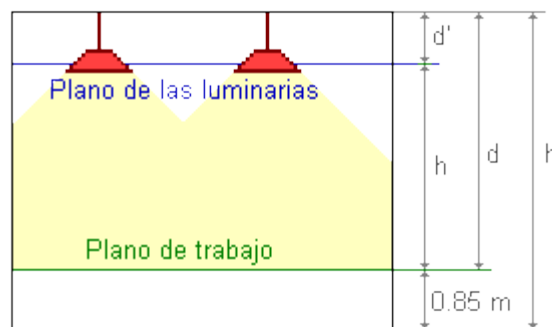 d'
Plano de las luminarias
h
d
h
Plano de trabajo
0.85 m